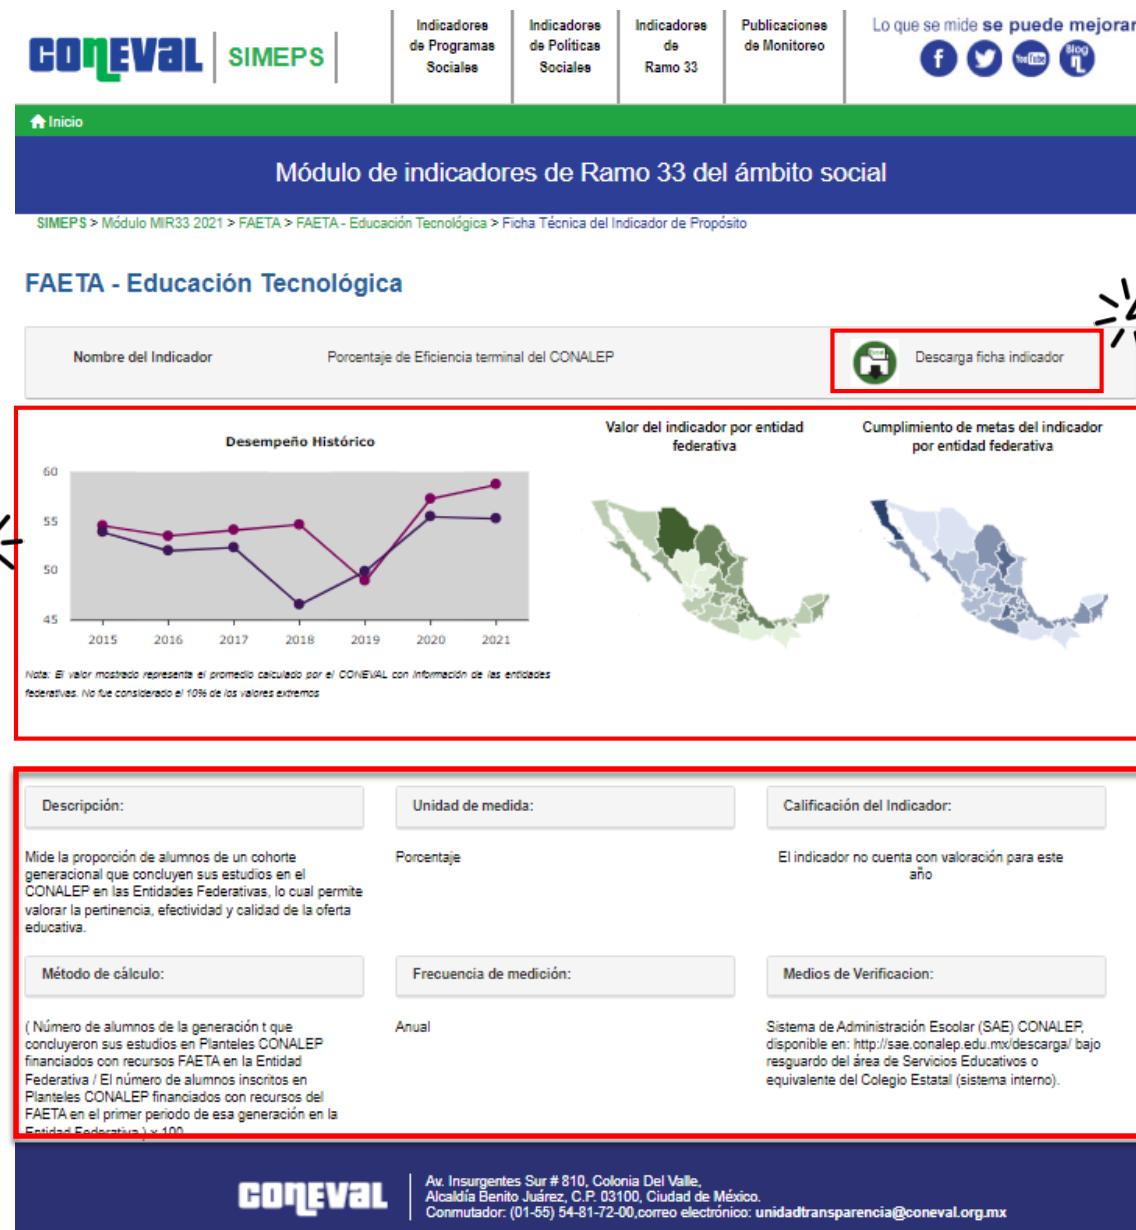 CONEVAL
SIMEPS
Indicadores
de Programas
Sociales
Indicadores
de Políticas
Sociales
Indicadores
de
Ramo 33
Publicaciones
de Monitoreo
Lo que se mide se puede mejorar
f
You Tube
Blog
Inicio
Módulo de indicadores de Ramo 33 del ámbito social
SIMEPS > Módulo MIR33 2021 > FAETA > FAETA - Educación Tecnológica > Ficha Técnica del Indicador de Propósito
FAETA - Educación Tecnológica
Nombre del Indicador
Porcentaje de Eficiencia terminal del CONALEP
Descarga ficha indicador
Desempeño Histórico
60
55
50
45
2015 2016 2017 2018 2019 2020 2021
Nota: El valor mostrado representa el promedio calculado por el CONEVAL con información de las entidades
federativas. No fue considerado el 10% de los valores extremos
Valor del indicador por entidad
federativa
Cumplimiento de metas del indicador
por entidad federativa
Descripción:
Unidad de medida:
Calificación del Indicador:
Mide la proporción de alumnos de un cohorte
generacional que concluyen sus estudios en el
CONALEP en las Entidades Federativas, lo cual permite
valorar la pertinencia, efectividad y calidad de la oferta
educativa.
Porcentaje
El indicador no cuenta con valoración para este
año
Método de cálculo:
Frecuencia de medición:
Medios de Verificacion:
( Número de alumnos de la generación t que
concluyeron sus estudios en Planteles CONALEP
financiados con recursos FAETA en la Entidad
Federativa / El número de alumnos inscritos en
Planteles CONALEP financiados con recursos del
FAETA en el primer periodo de esa generación en la
Entidad Federativa ) x 100
Anual
Sistema de Administración Escolar (SAE) CONALEP,
disponible en: http://sae.conalep.edu.mx/descarga/ bajo
resguardo del área de Servicios Educativos o
equivalente del Colegio Estatal (sistema interno).
CONEVAL
Av. Insurgentes Sur # 810, Colonia Del Valle,
Alcaldía Benito Juárez, C.P. 03100, Ciudad de México.
Conmutador: (01-55) 54-81-72-00,correo electrónico: unidadtransparencia@coneval.org.mx